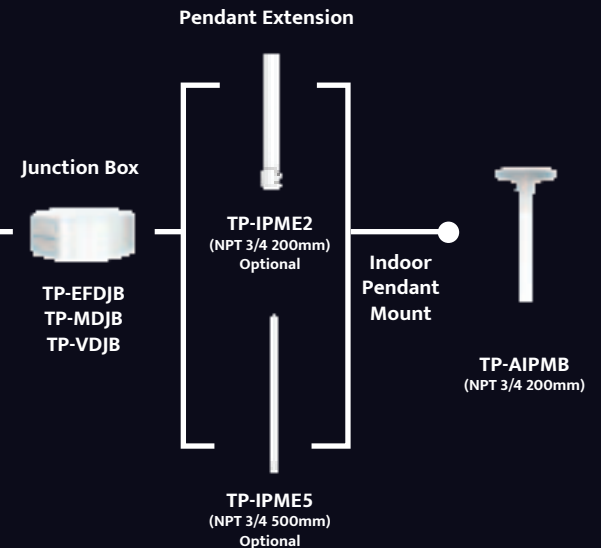 Pendant Extension
Junction Box
TP-EFDJB
TP-MDJB
TP-VDJB
TP-IPME2
(NPT 3/4 200mm)
Optional
TP-IPME5
(NPT 3/4 500mm)
Optional
Indoor
Pendant
Mount
TP-AIPMB
(NPT 3/4 200mm)